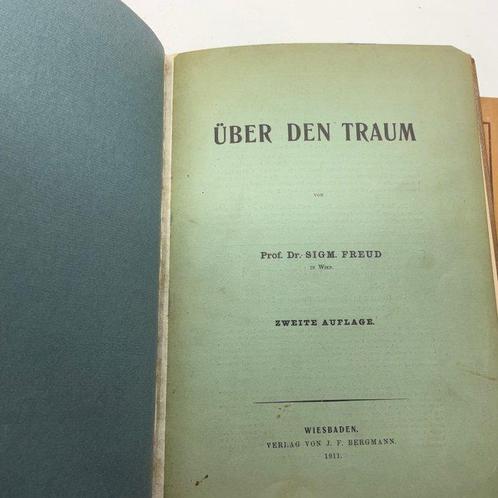 ÜBER DEN TRAUM
VON
Prof. Dr. SIGM. FREUD
IN WIEN.
ZWEITE AUFLAGE.
WIESBADEN.
VERLAG VON J. F. BERGMANN.
1911.